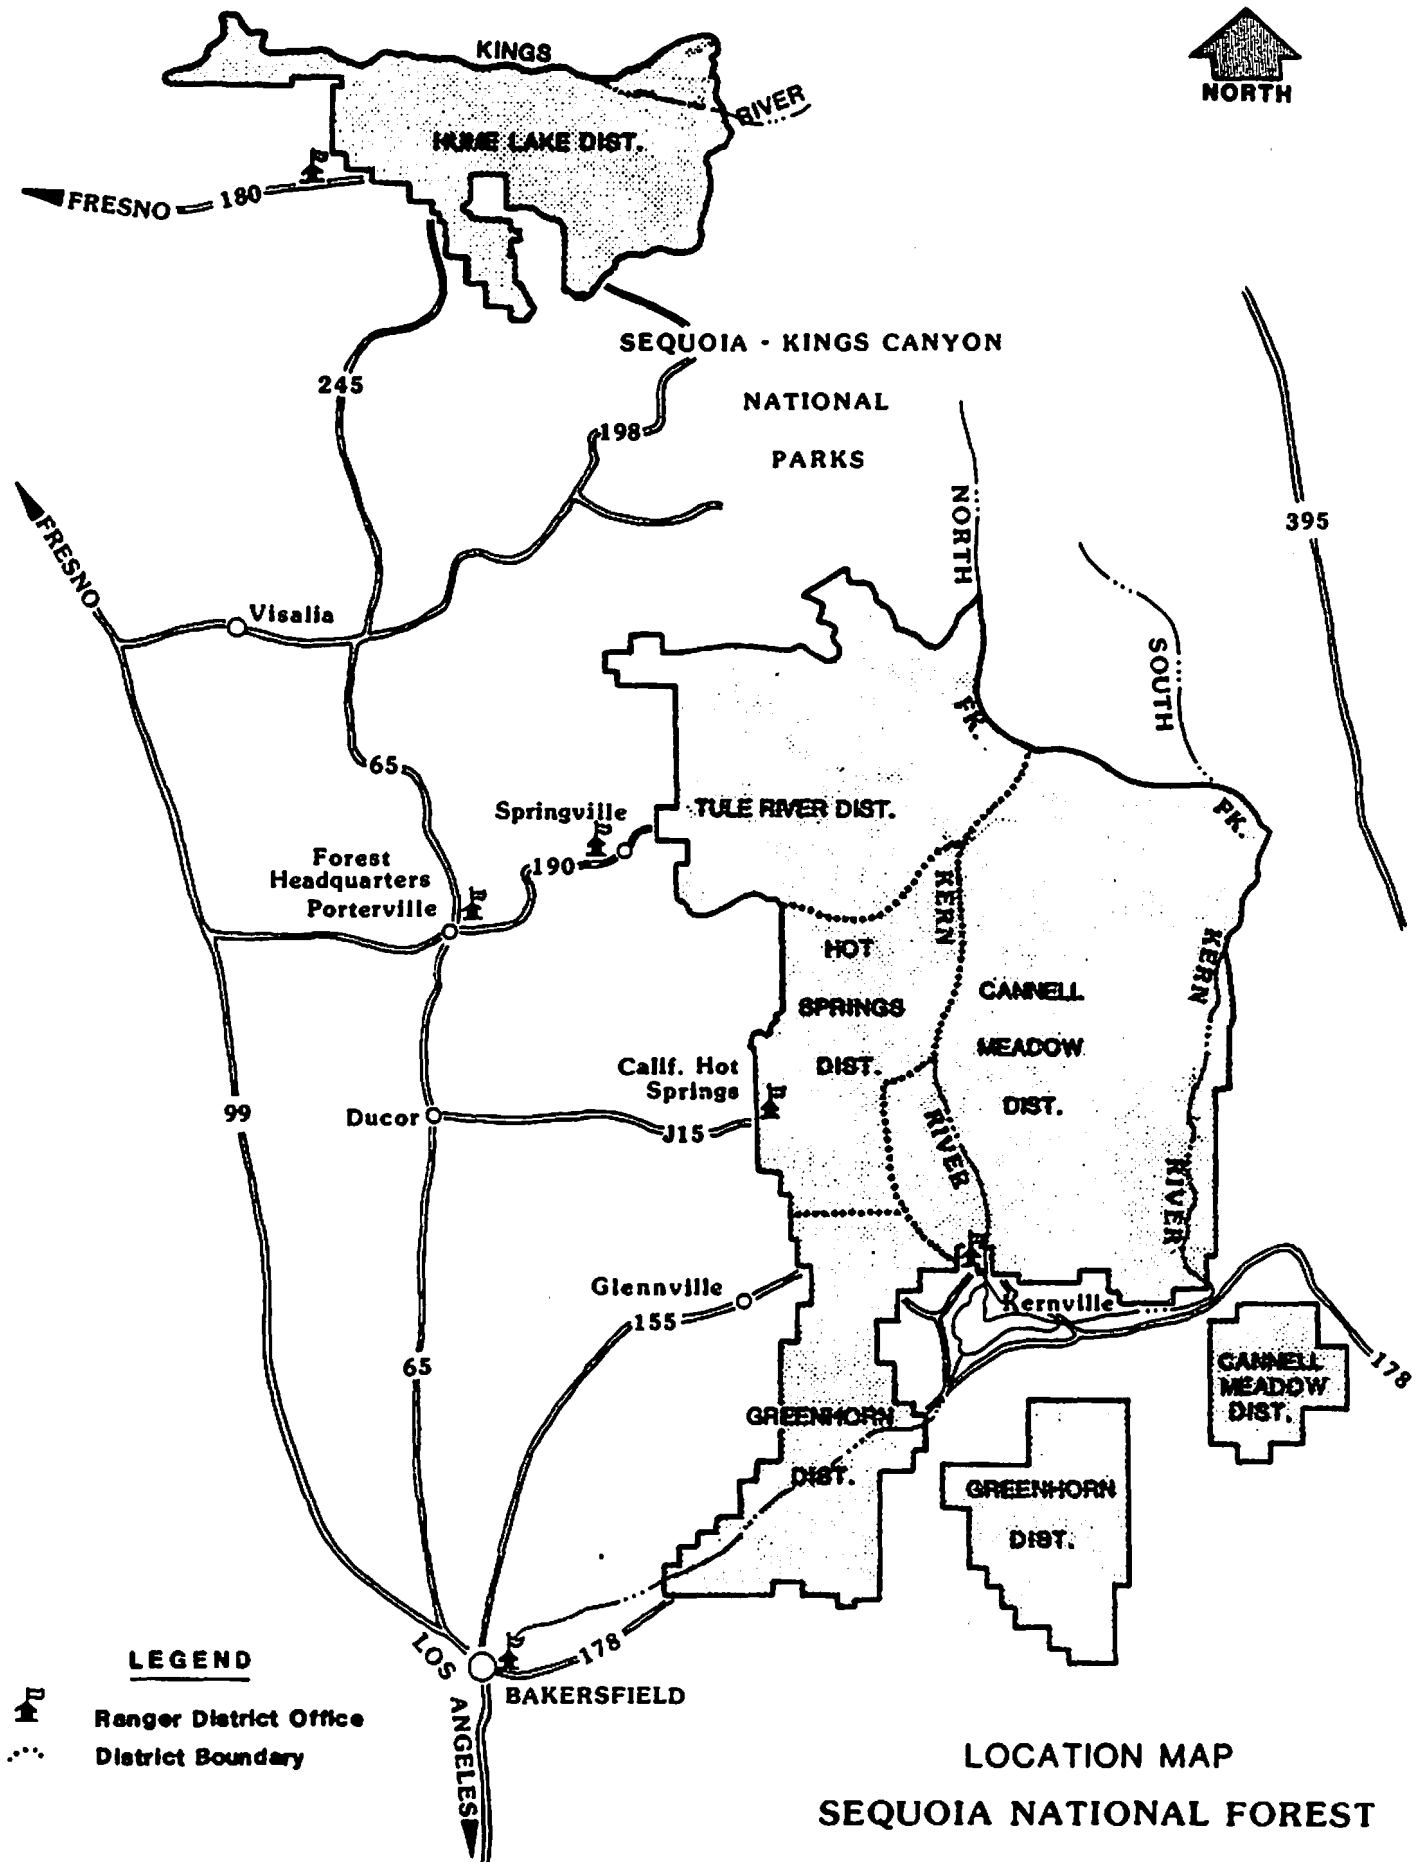 KINGS
RIVER
NORTH
HUME LAKE DIST.
FRESNO
180
SEQUOIA - KINGS CANYON
NATIONAL
PARKS
245
198
395
NORTH
FRESNO
Visalia
SOUTH
FK.
65
FK.
Springville
TULE RIVER DIST.
190
Forest
Headquarters
Porterville
KERN
HOT
SPRINGS
DIST.
CANNELL
MEADOW
DIST.
KERN
Calif. Hot
Springs
99
Ducor
J15
RIVER
RIVER
Glennville
155
Kernville
65
178
CANNELL
MEADOW
DIST.
GREENHORN
DIST.
GREENHORN
DIST.
LOS ANGELES
178
BAKERSFIELD
LEGEND
Ranger District Office
District Boundary
LOCATION MAP
SEQUOIA NATIONAL FOREST